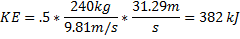 KE = .5 * 240kg / 9.81m/s * 31.29m / s = 382 kJ